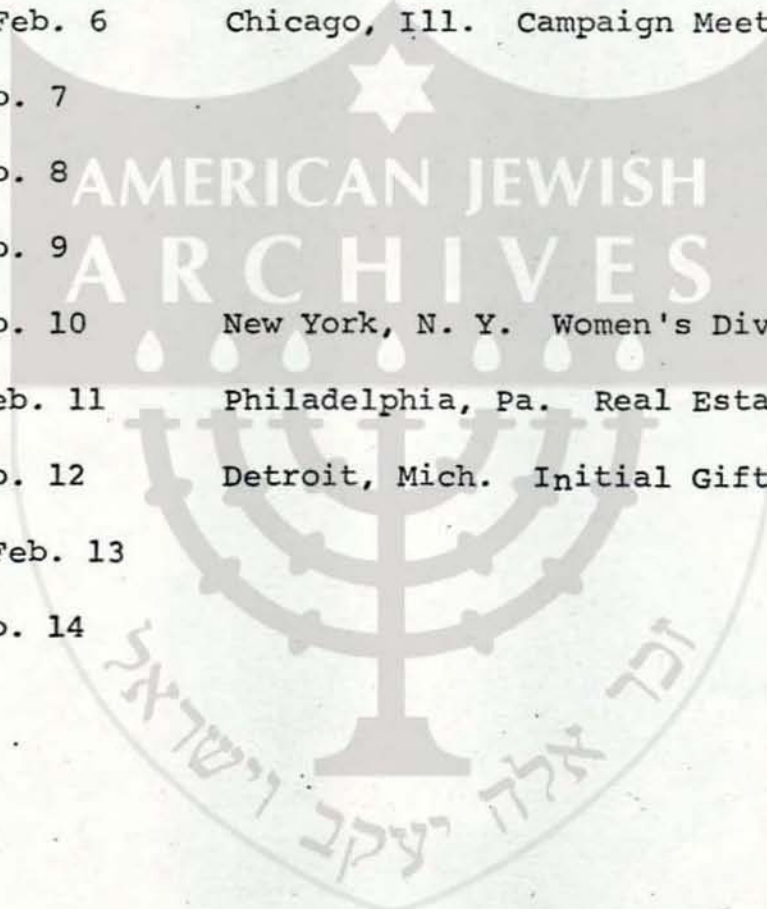 Feb. 6 Chicago, Ill. Campaign Meet
. 7
. 8
AMERICAN JEWISH
. 9
ARCHIVES
. 10 New York, N. Y. Women's Div
eb. 11 Philadelphia, Pa. Real Esta
. 12 Detroit, Mich. Initial Gift
Feb. 13
. 14
זכר אלה יעקב וישראל